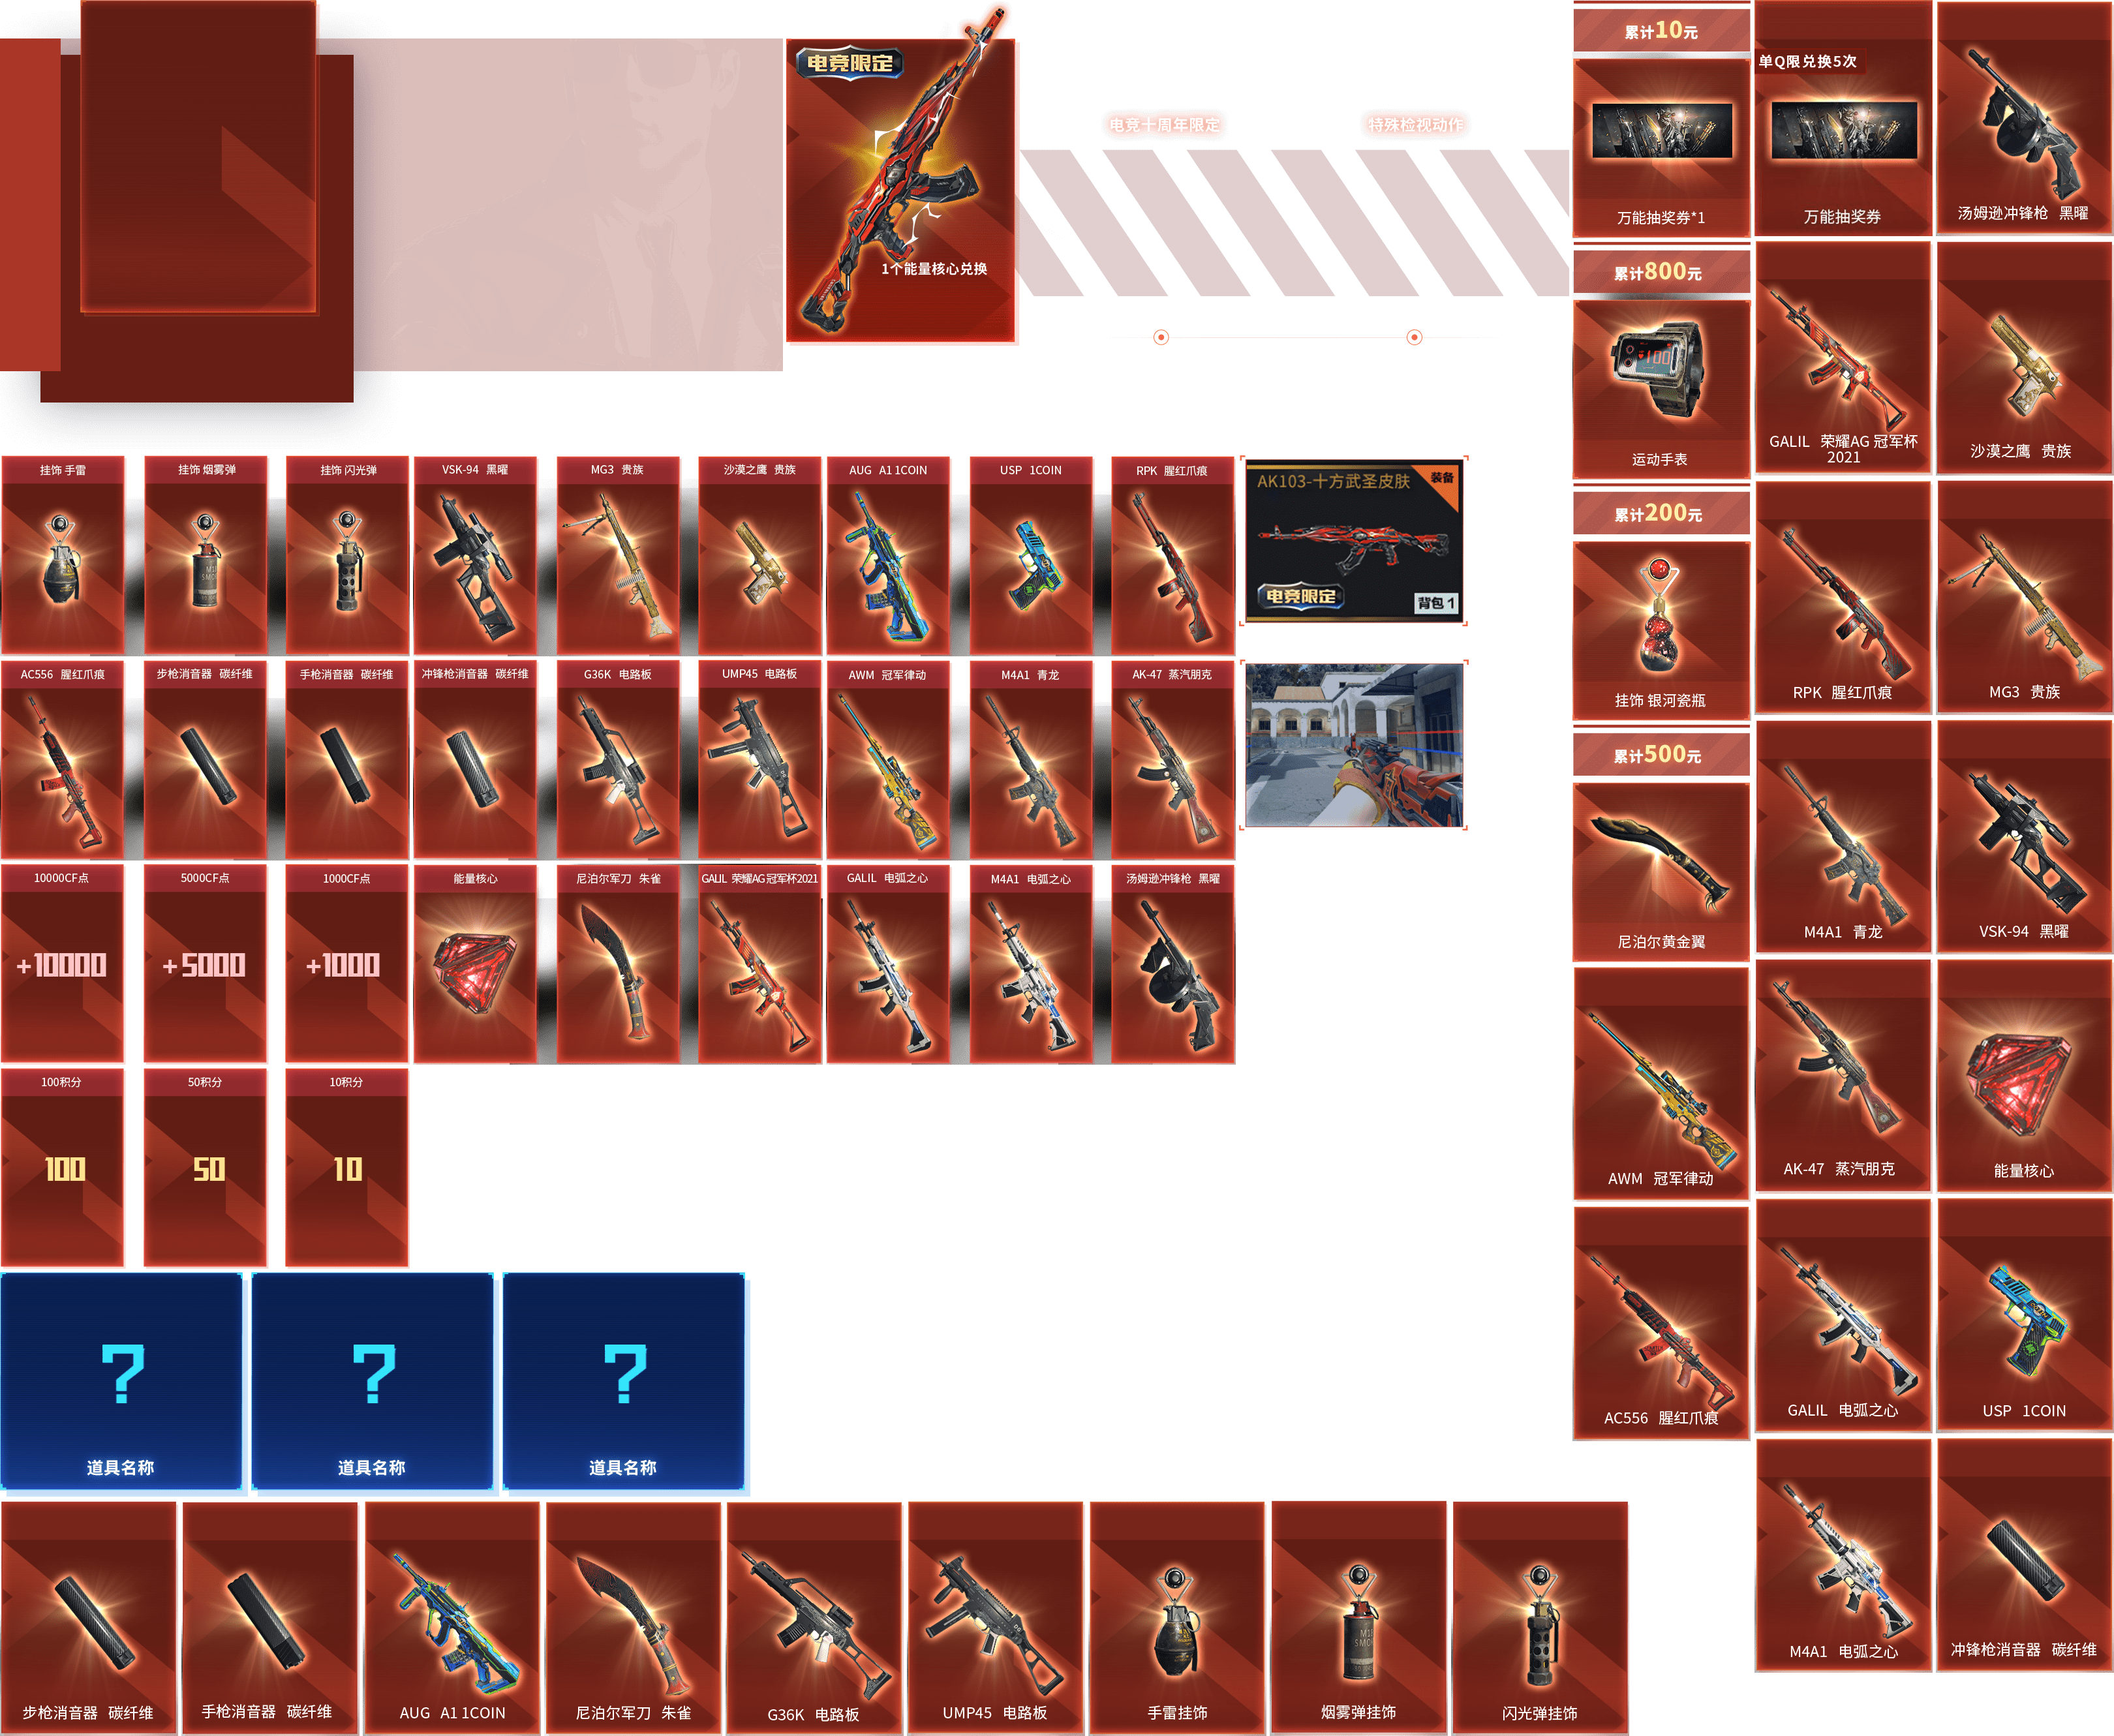 电竞限定
1个能量核心兑换
电竞十周年限定
特殊检视动作
累计10元
万能抽奖券*1
单Q限兑换5次
万能抽奖券
汤姆逊冲锋枪 黑曜
累计800元
运动手表
GALIL 荣耀AG 冠军杯
2021
沙漠之鹰 贵族
累计200元
挂饰 银河瓷瓶
RPK 腥红爪痕
MG3 贵族
累计500元
尼泊尔黄金翼
M4A1 青龙
VSK-94 黑曜
AWM 冠军律动
AK-47 蒸汽朋克
能量核心
AC556 腥红爪痕
GALIL 电弧之心
USP 1COIN
M4A1 电弧之心
冲锋枪消音器 碳纤维
挂饰 手雷
挂饰 烟雾弹
挂饰 闪光弹
VSK-94 黑曜
MG3 贵族
沙漠之鹰 贵族
AUG A1 1COIN
USP 1COIN
RPK 腥红爪痕
AK103-十方武圣皮肤
装备
电竞限定
背包 1
AC556 腥红爪痕
步枪消音器 碳纤维
手枪消音器 碳纤维
冲锋枪消音器 碳纤维
G36K 电路板
UMP45 电路板
AWM 冠军律动
M4A1 青龙
AK-47 蒸汽朋克
10000CF点
+10000
5000CF点
+5000
1000CF点
+1000
能量核心
尼泊尔军刀 朱雀
GALIL 荣耀AG冠军杯2021
GALIL 电弧之心
M4A1 电弧之心
汤姆逊冲锋枪 黑曜
100积分
100
50积分
50
10积分
10
?
道具名称
?
道具名称
?
道具名称
步枪消音器 碳纤维
手枪消音器 碳纤维
AUG A1 1COIN
尼泊尔军刀 朱雀
G36K 电路板
UMP45 电路板
手雷挂饰
烟雾弹挂饰
闪光弹挂饰